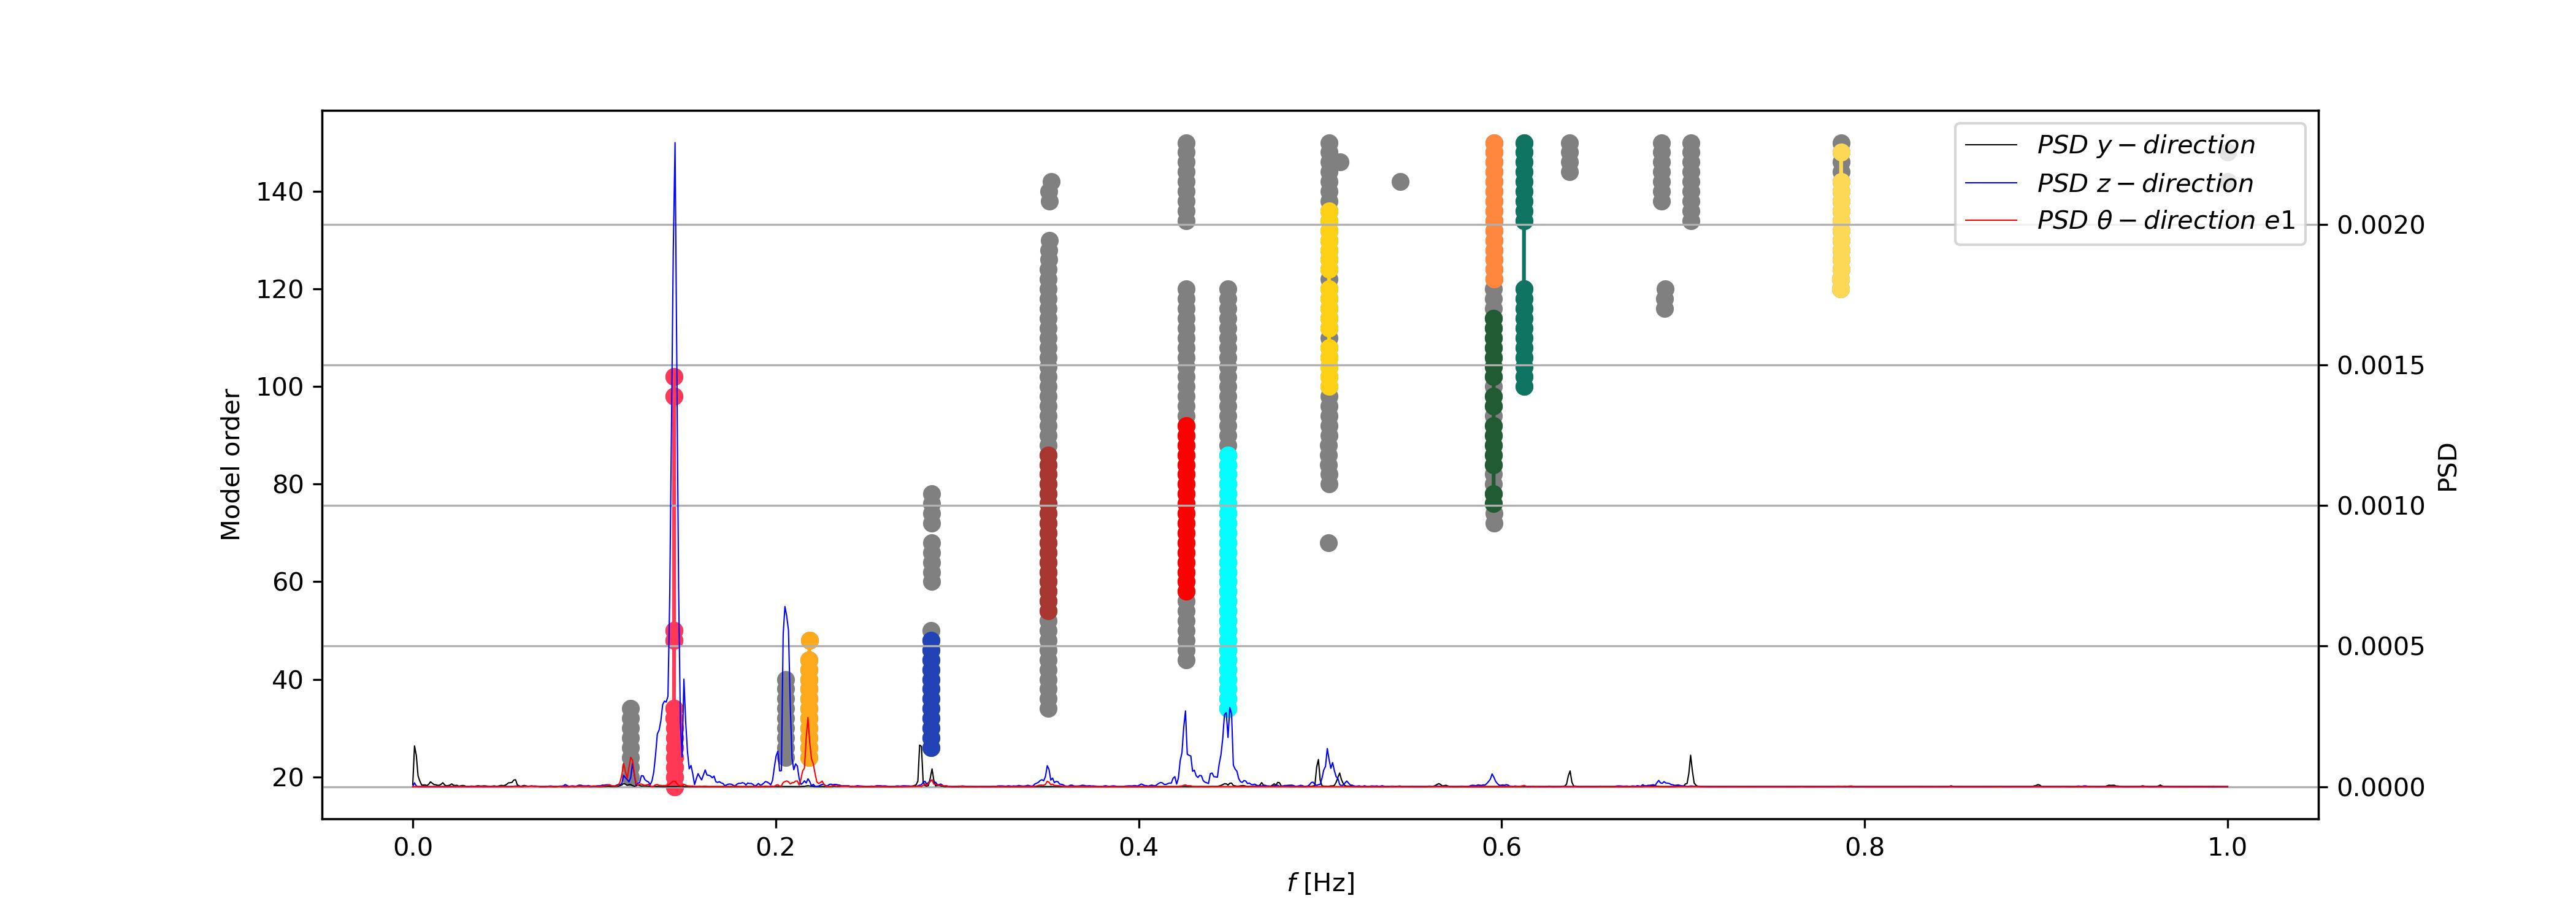 PSD y − direction
PSD z − direction
PSD θ − direction e1
140
120
100
80
60
40
20
Model order
0.0020
0.0015
0.0010
0.0005
0.0000
PSD
0.0 0.2 0.4 0.6 0.8 1.0
f [Hz]